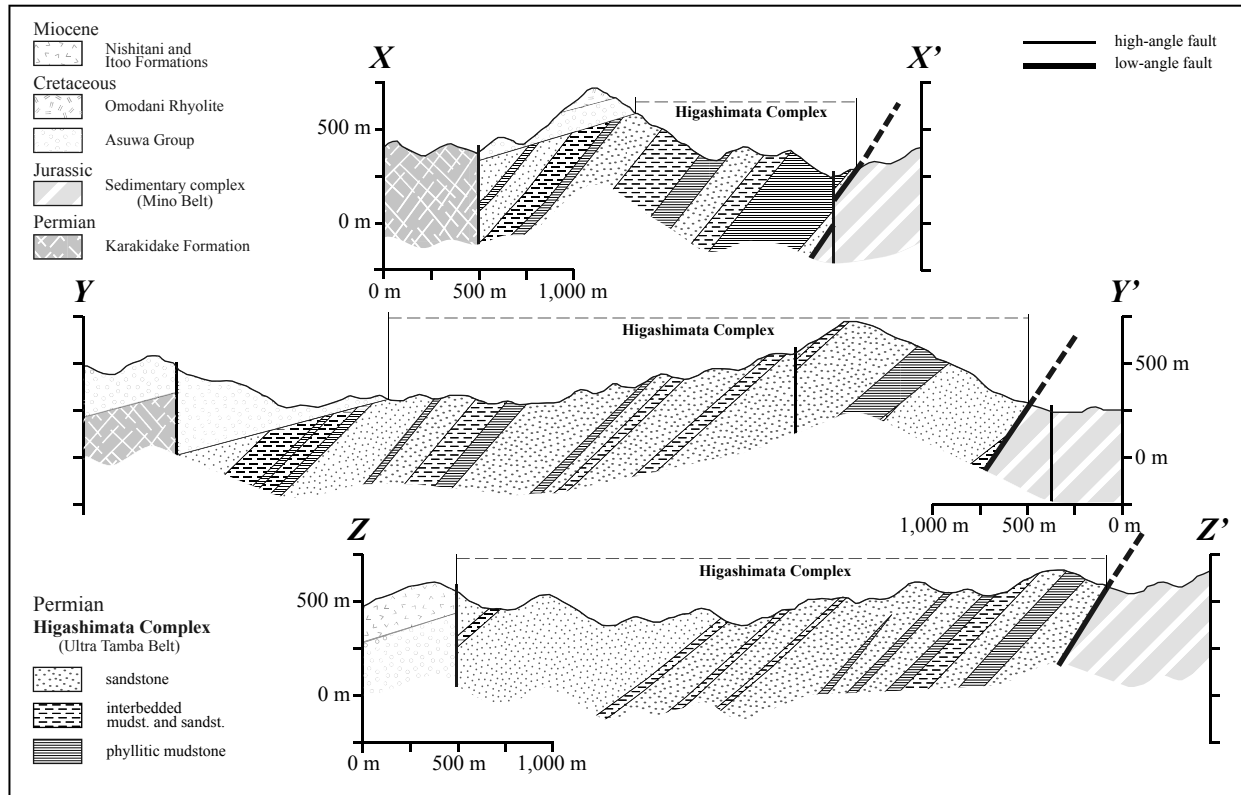 Miocene
Nishitani and
Itoo Formations
Cretaceous
Omodani Rhyolite
Asuwa Group
Jurassic
Sedimentary complex
(Mino Belt)
Permian
Karakidake Formation
high-angle fault
low-angle fault
X
X’
Higashimata Complex
500 m
0 m
0 m 500 m 1,000 m
Y
Y’
Higashimata Complex
500 m
0 m
1,000 m 500 m 0 m
Z
Z’
Higashimata Complex
500 m
0 m
0 m 500 m 1,000 m
Permian
Higashimata Complex
(Ultra Tamba Belt)
sandstone
interbedded
mudst. and sandst.
phyllitic mudstone